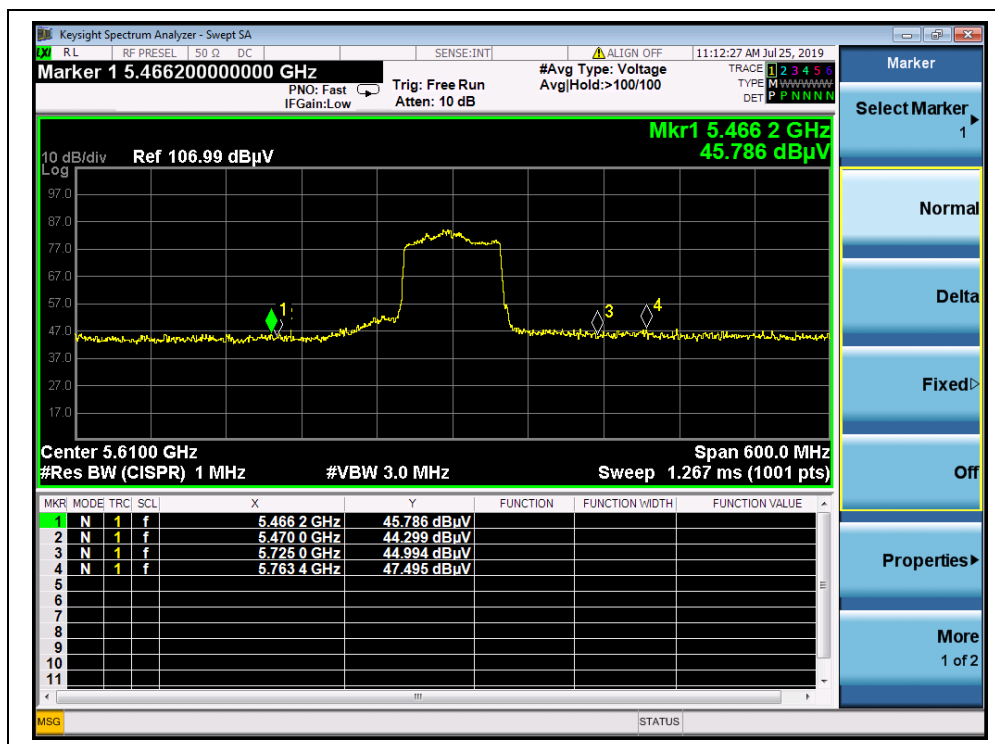 Keysight Spectrum Analyzer - Swept SA
LXI RL RF PRESEL 50 Ω DC SENSE:INT ALIGN OFF 11:12:27 AM Jul 25, 2019
Marker 1 5.466200000000 GHz
PNO: Fast
IFGain:Low
Trig: Free Run
Atten: 10 dB
#Avg Type: Voltage
Avg|Hold:>100/100
TRACE 1 2 3 4 5 6
TYPE M W W W W W
DET P P N N N N
Mkr1 5.466 2 GHz
45.786 dBµV
10 dB/div Ref 106.99 dBµV
Log
97.0
87.0
77.0
67.0
57.0
47.0
37.0
27.0
17.0
1
3
4
Center 5.6100 GHz Span 600.0 MHz
#Res BW (CISPR) 1 MHz #VBW 3.0 MHz Sweep 1.267 ms (1001 pts)
MKR MODE TRC SCL X Y FUNCTION FUNCTION WIDTH FUNCTION VALUE
1 N 1 f 5.466 2 GHz 45.786 dBµV
2 N 1 f 5.470 0 GHz 44.299 dBµV
3 N 1 f 5.725 0 GHz 44.994 dBµV
4 N 1 f 5.763 4 GHz 47.495 dBµV
5
6
7
8
9
10
11
MSG STATUS
Marker
Select Marker
1
Normal
Delta
Fixed
Off
Properties
More
1 of 2